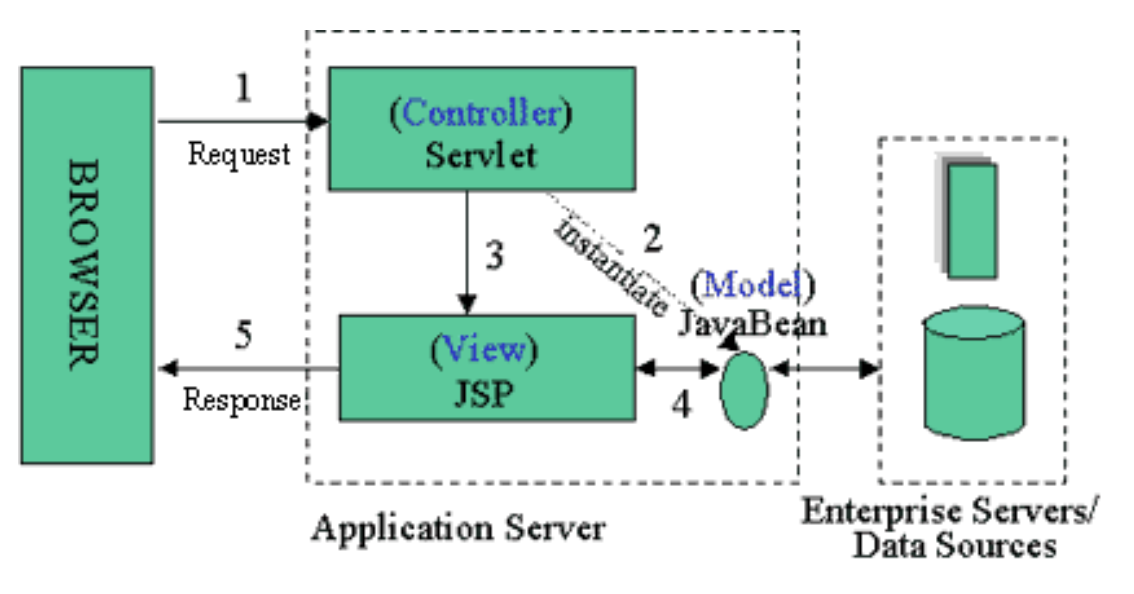 BROWSER
1
Request
(Controller)
Servlet
2
instantiate
3
(Model)
JavaBean
5
Response
(View)
JSP
4
Application Server
Enterprise Servers/
Data Sources